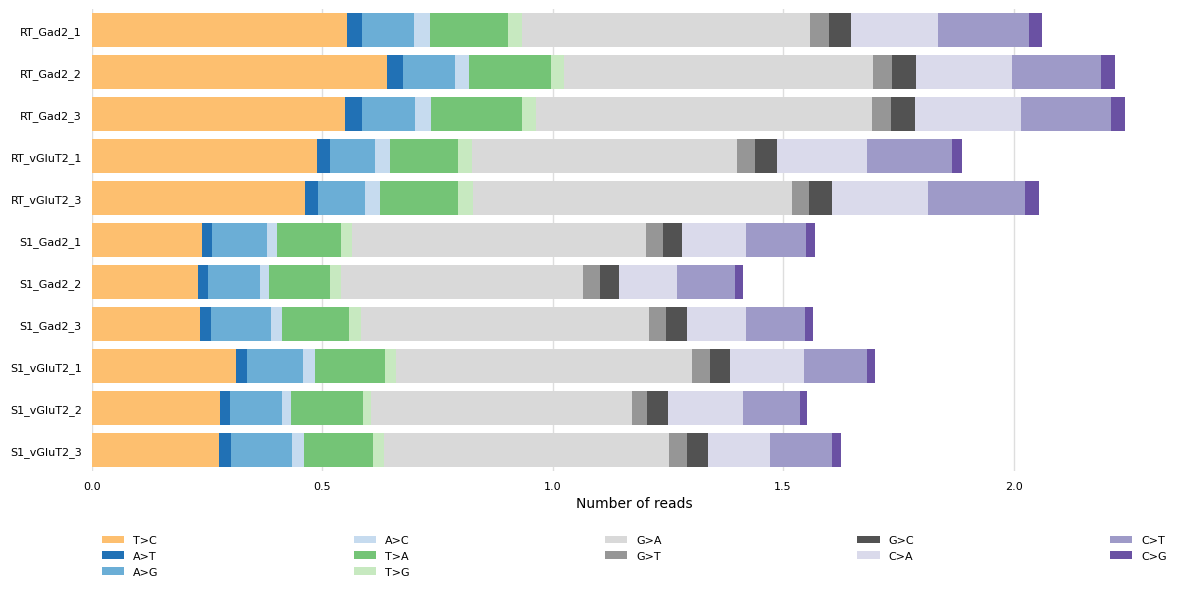 RT_Gad2_1
RT_Gad2_2
RT_Gad2_3
RT_vGluT2_1
RT_vGluT2_3
S1_Gad2_1
S1_Gad2_2
S1_Gad2_3
S1_vGluT2_1
S1_vGluT2_2
S1_vGluT2_3
0.0 0.5 1.0 1.5 2.0
Number of reads
T>C A>C G>A G>C C>T
A>T T>A G>T C>A C>G
A>G T>G